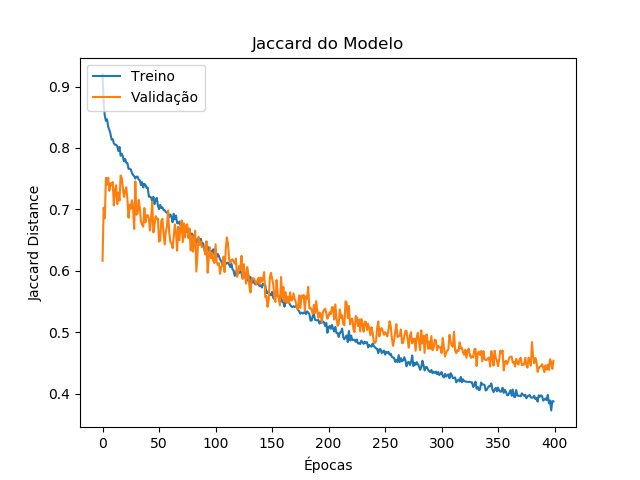 Jaccard do Modelo
Treino
Validação
Jaccard Distance
0.9
0.8
0.7
0.6
0.5
0.4
0 50 100 150 200 250 300 350 400
Épocas